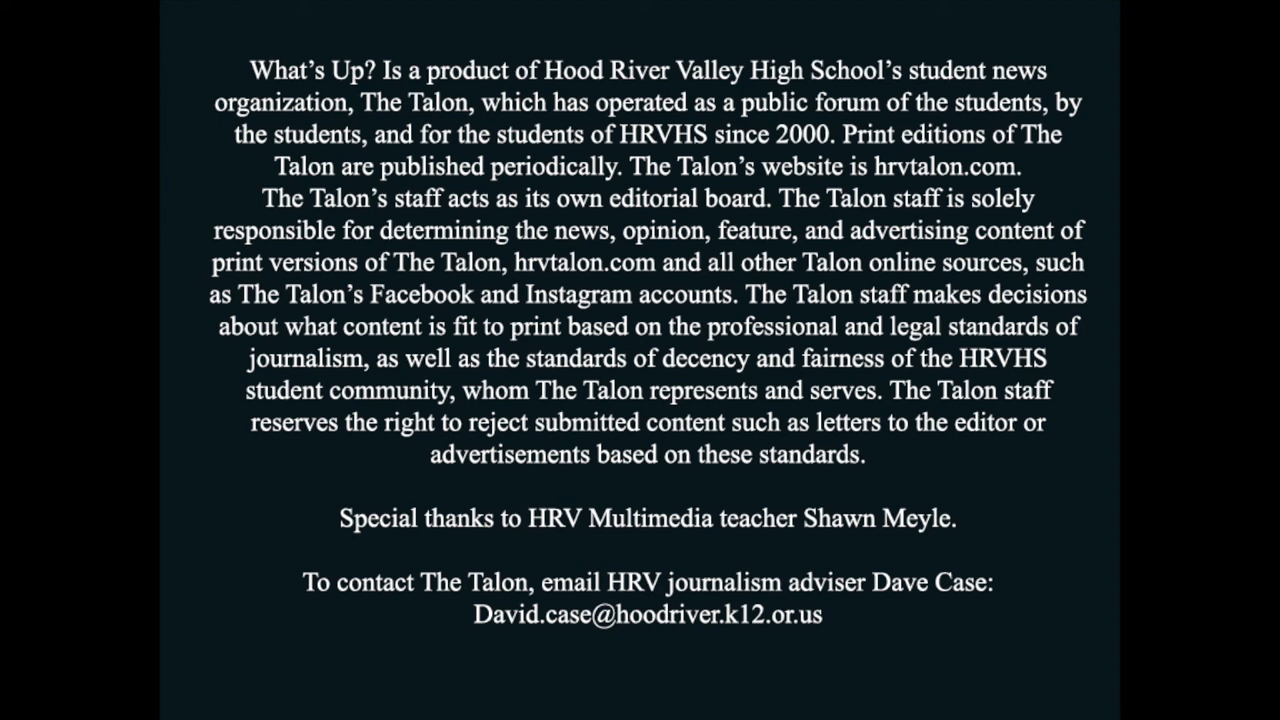 What’s Up? Is a product of Hood River Valley High School’s student news
organization, The Talon, which has operated as a public forum of the students, by
the students, and for the students of HRVHS since 2000. Print editions of The
Talon are published periodically. The Talon’s website is hrvtalon.com.
The Talon’s staff acts as its own editorial board. The Talon staff is solely
responsible for determining the news, opinion, feature, and advertising content of
print versions of The Talon, hrvtalon.com and all other Talon online sources, such
as The Talon’s Facebook and Instagram accounts. The Talon staff makes decisions
about what content is fit to print based on the professional and legal standards of
journalism, as well as the standards of decency and fairness of the HRVHS
student community, whom The Talon represents and serves. The Talon staff
reserves the right to reject submitted content such as letters to the editor or
advertisements based on these standards.
Special thanks to HRV Multimedia teacher Shawn Meyle.
To contact The Talon, email HRV journalism adviser Dave Case:
David.case@hoodriver.k12.or.us